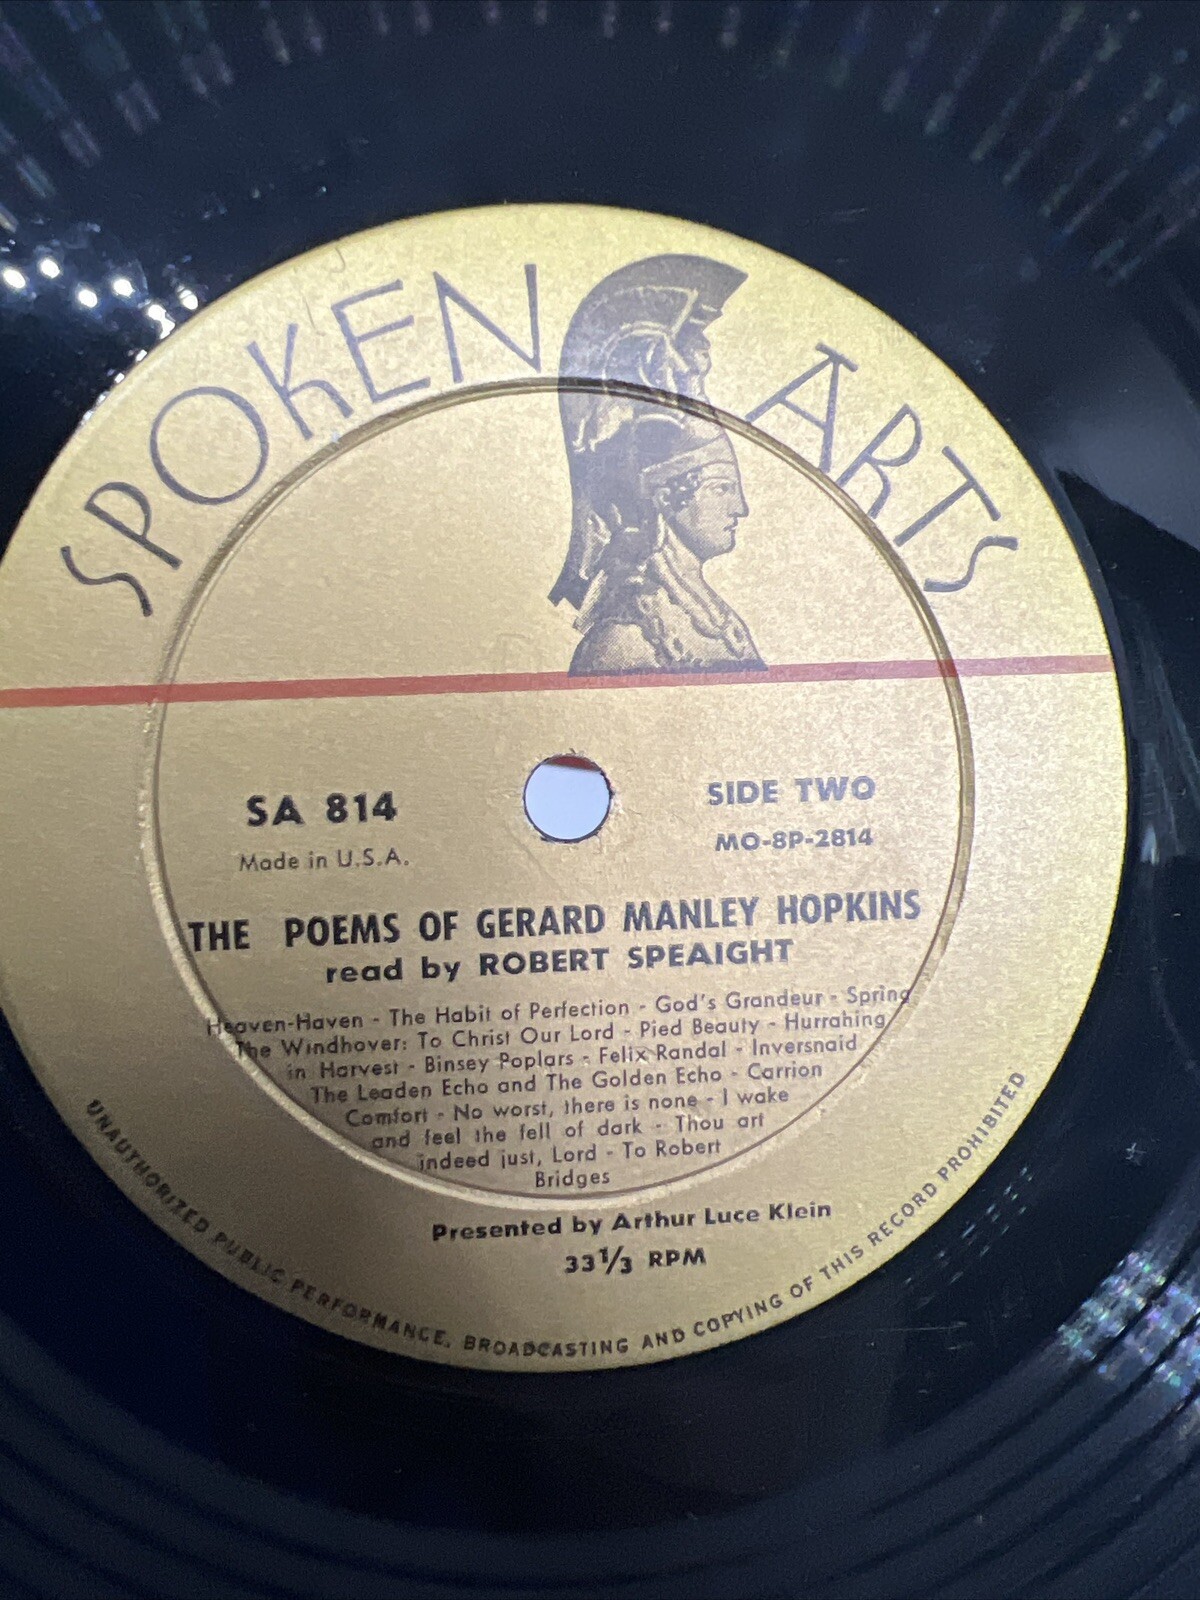 SPOKEN ARTS
SA 814
Made in U.S.A.
SIDE TWO
MO-8P-2814
THE POEMS OF GERARD MANLEY HOPKINS
read by ROBERT SPEAIGHT
Heaven-Haven - The Habit of Perfection - God's Grandeur - Spring
The Windhover: To Christ Our Lord - Pied Beauty - Hurrahing
in Harvest - Binsey Poplars - Felix Randal - Inversnaid
The Leaden Echo and The Golden Echo - Carrion
Comfort - No worst, there is none - I wake
and feel the fell of dark - Thou art
indeed just, Lord - To Robert
Bridges
Presented by Arthur Luce Klein
33 1/3 RPM
UNAUTHORIZED PUBLIC PERFORMANCE, BROADCASTING AND COPYING OF THIS RECORD PROHIBITED